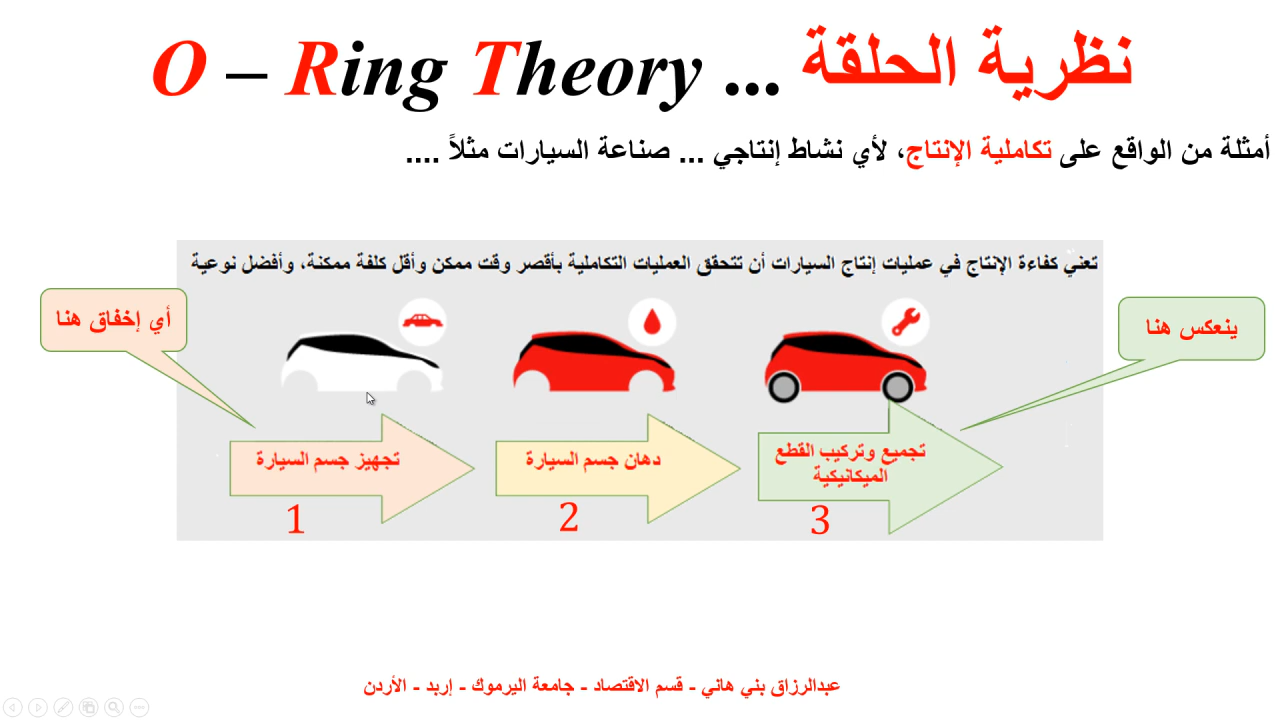 نظرية الحلقة ... O – Ring Theory
أمثلة من الواقع على تكاملية الإنتاج، لأي نشاط إنتاجي ... صناعة السيارات مثلاً ....
تعني كفاءة الإنتاج في عمليات إنتاج السيارات أن تتحقق العمليات التكاملية بأقصر وقت ممكن وأقل كلفة ممكنة، وأفضل نوعية
أي إخفاق هنا
ينعكس هنا
تجهيز جسم السيارة
1
دهان جسم السيارة
2
تجميع وتركيب القطع
الميكانيكية
3
عبدالرزاق بني هاني - قسم الاقتصاد - جامعة اليرموك - إربد - الأردن